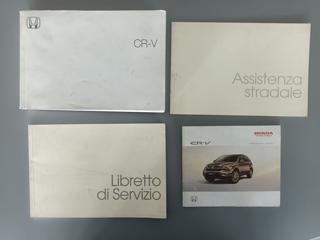 CR-V
Assistenza
stradale
Libretto
di Servizio
HONDA
CR-V